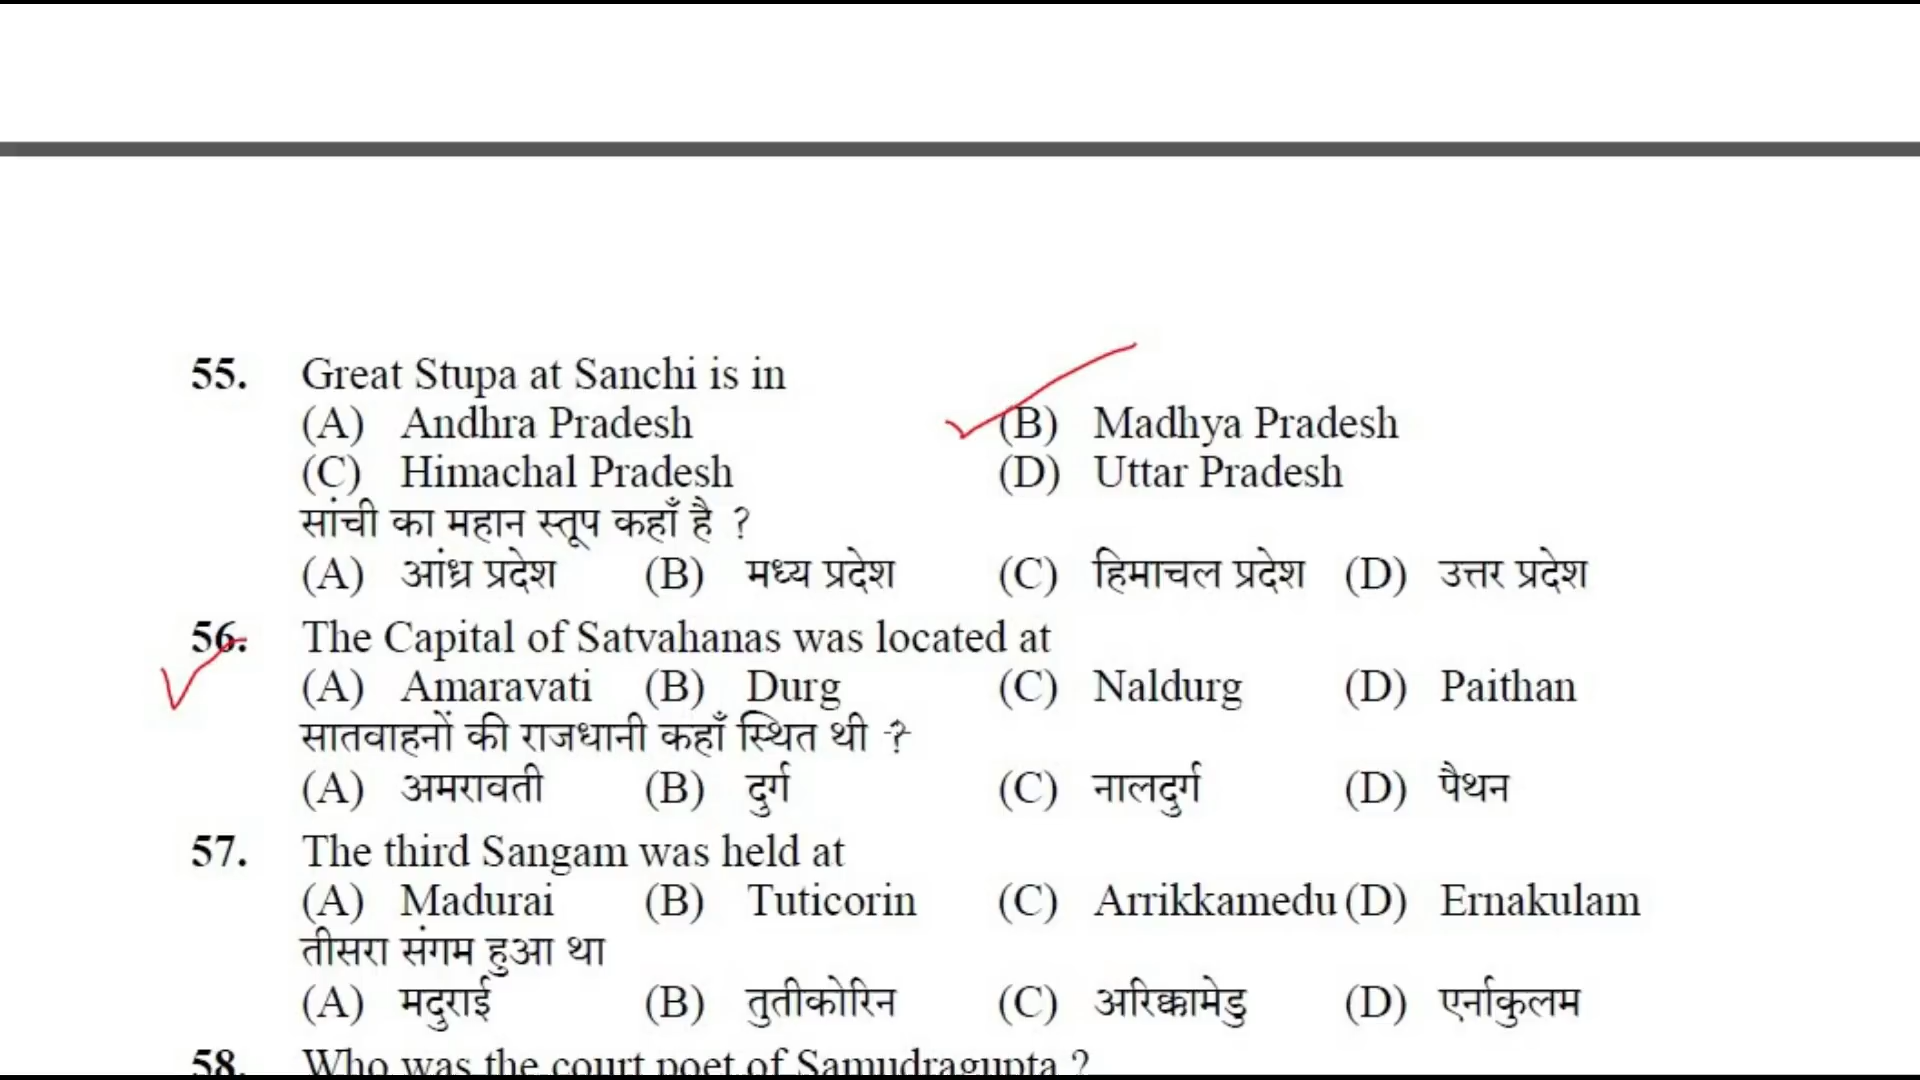 55. Great Stupa at Sanchi is in
(A) Andhra Pradesh (B) Madhya Pradesh
(C) Himachal Pradesh (D) Uttar Pradesh
सांची का महान स्तूप कहाँ है ?
(A) आंध्र प्रदेश (B) मध्य प्रदेश (C) हिमाचल प्रदेश (D) उत्तर प्रदेश
56. The Capital of Satvahanas was located at
(A) Amaravati (B) Durg (C) Naldurg (D) Paithan
सातवाहनों की राजधानी कहाँ स्थित थी ?
(A) अमरावती (B) दुर्ग (C) नालदुर्ग (D) पैथन
57. The third Sangam was held at
(A) Madurai (B) Tuticorin (C) Arrikkamedu (D) Ernakulam
तीसरा संगम हुआ था
(A) मदुराई (B) तुतीकोरिन (C) अरिक्कामेडु (D) एर्नाकुलम
58. Who was the court poet of Samudragupta ?